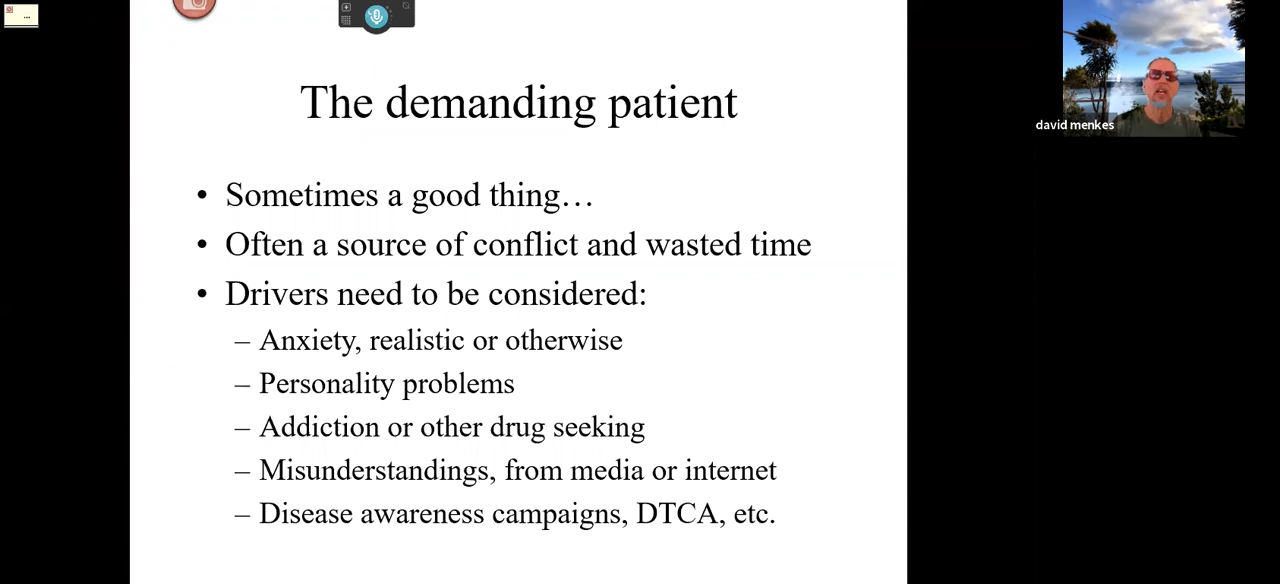 The demanding patient
• Sometimes a good thing…
• Often a source of conflict and wasted time
• Drivers need to be considered:
– Anxiety, realistic or otherwise
– Personality problems
– Addiction or other drug seeking
– Misunderstandings, from media or internet
– Disease awareness campaigns, DTCA, etc.
david menkes